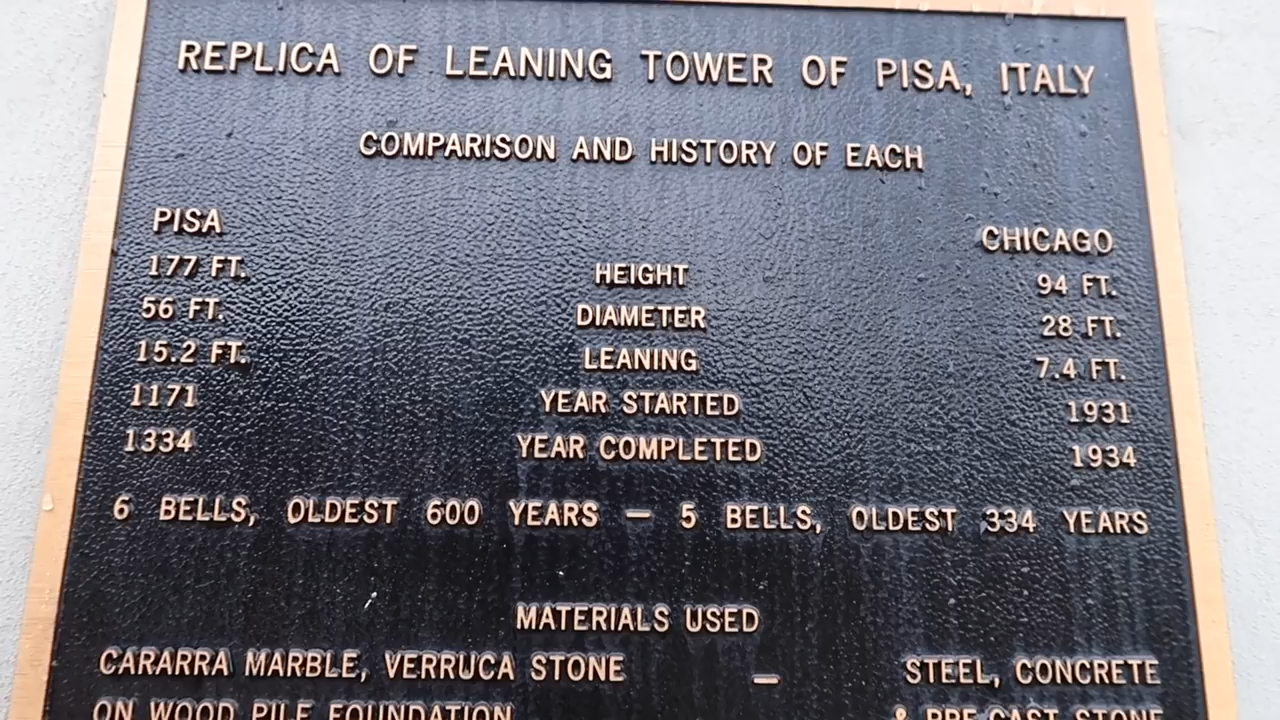 REPLICA OF LEANING TOWER OF PISA, ITALY
COMPARISON AND HISTORY OF EACH
PISA CHICAGO
177 FT. HEIGHT 94 FT.
56 FT. DIAMETER 28 FT.
15.2 FT. LEANING 7.4 FT.
1171 YEAR STARTED 1931
1334 YEAR COMPLETED 1934
6 BELLS, OLDEST 600 YEARS — 5 BELLS, OLDEST 334 YEARS
MATERIALS USED
CARARRA MARBLE, VERRUCA STONE — STEEL, CONCRETE
ON WOOD PILE FOUNDATION & PRE-CAST STONE